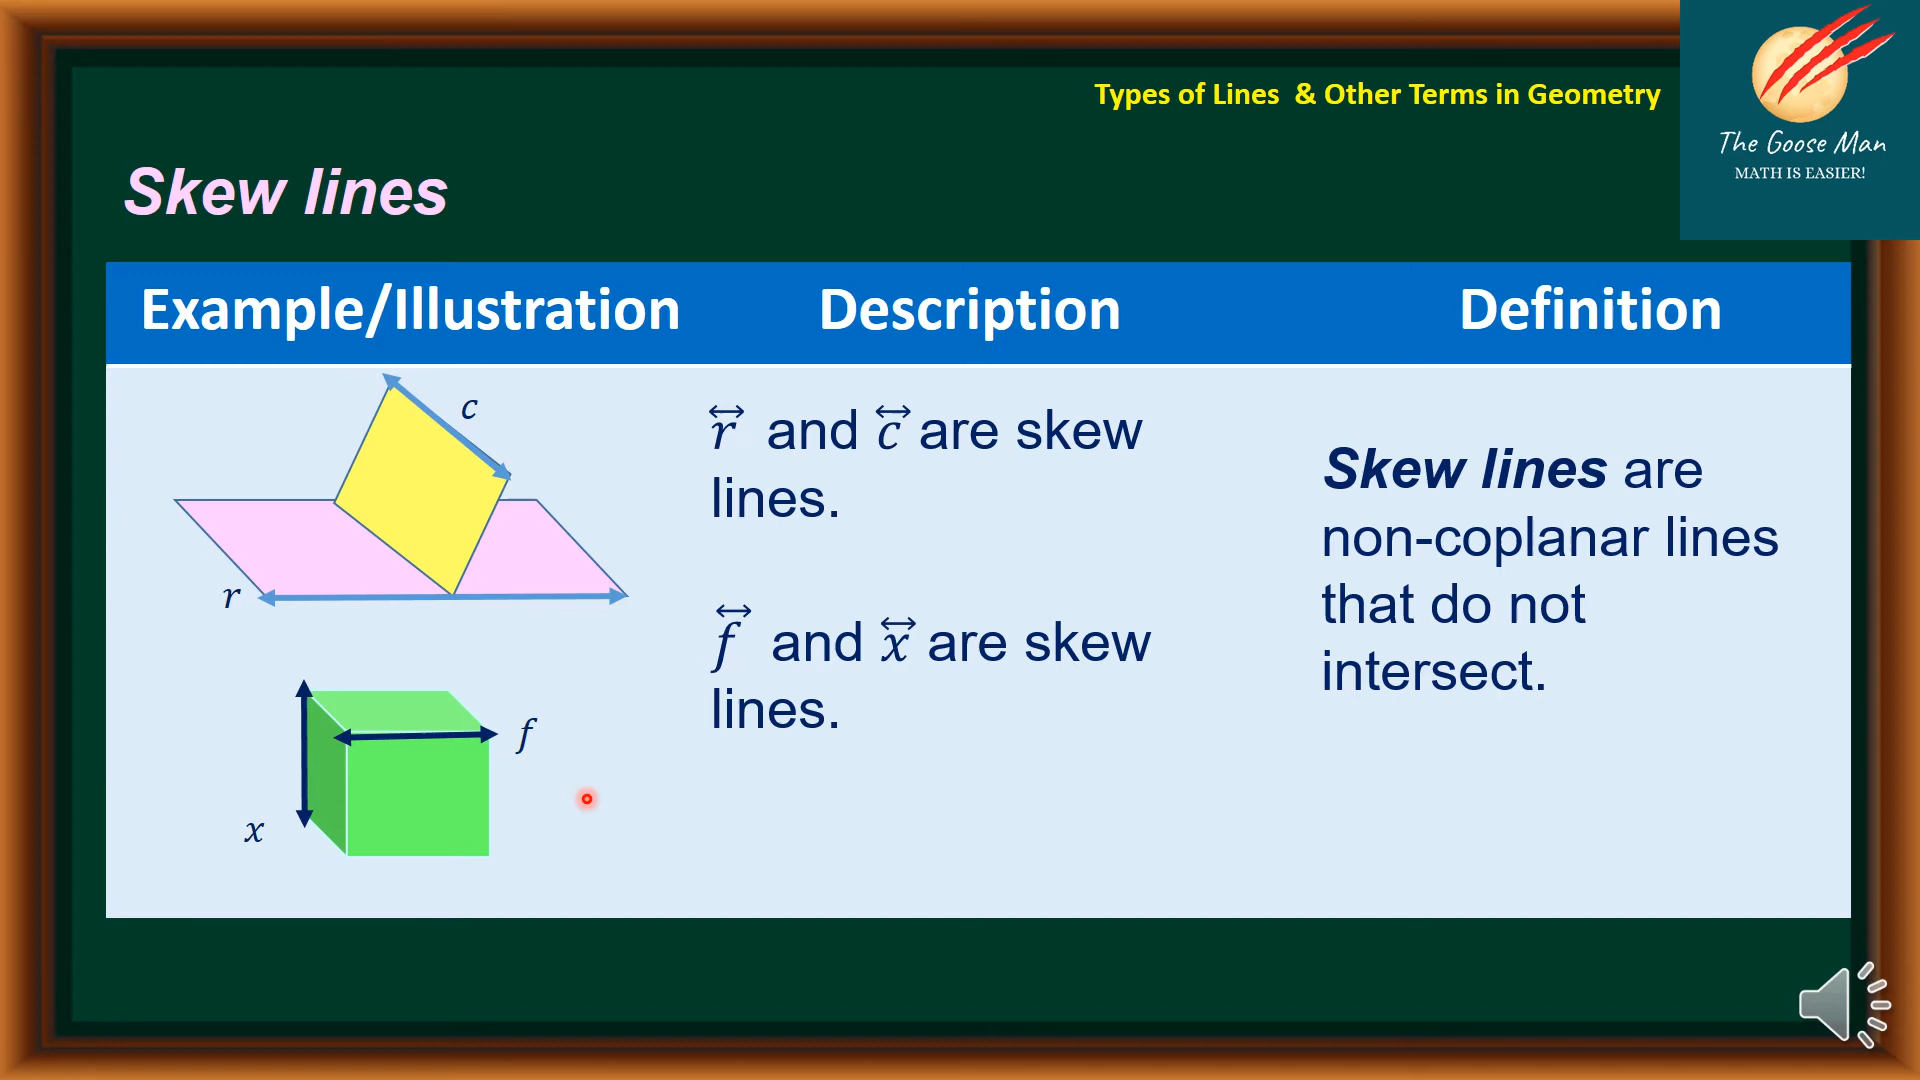 Types of Lines & Other Terms in Geometry
The Goose Man
MATH IS EASIER!
Skew lines
Example/Illustration
Description
Definition
c
r
f
x
r and c are skew
lines.
f and x are skew
lines.
Skew lines are
non-coplanar lines
that do not
intersect.